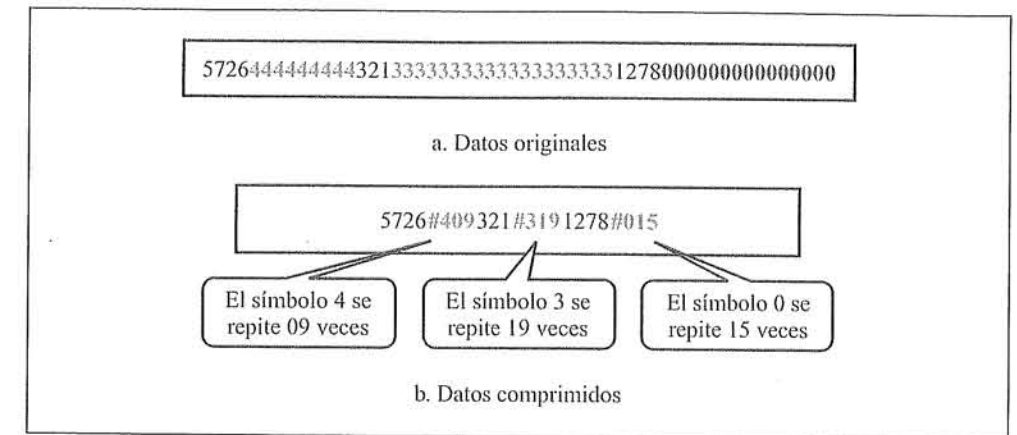 572644444444432133333333333333333331278000000000000000
a. Datos originales
5726#409321#3191278#015
El símbolo 4 se
repite 09 veces
El símbolo 3 se
repite 19 veces
El símbolo 0 se
repite 15 veces
b. Datos comprimidos